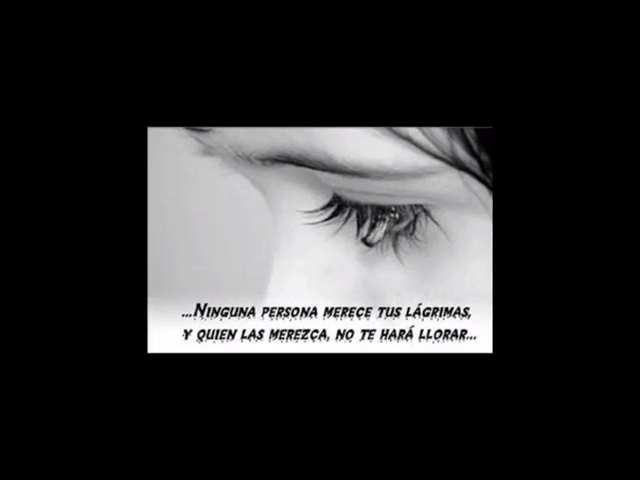 ...Ninguna persona merece tus lágrimas,
y quien las merezca, no te hará llorar...